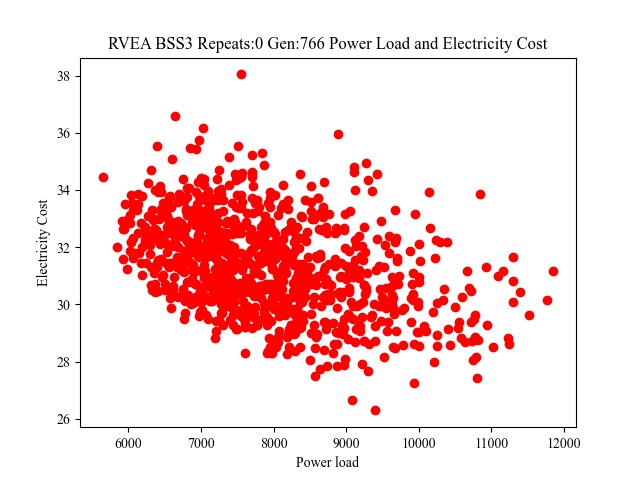 RVEA BSS3 Repeats:0 Gen:766 Power Load and Electricity Cost
38
36
34
32
30
28
26
Electricity Cost
6000 7000 8000 9000 10000 11000 12000
Power load